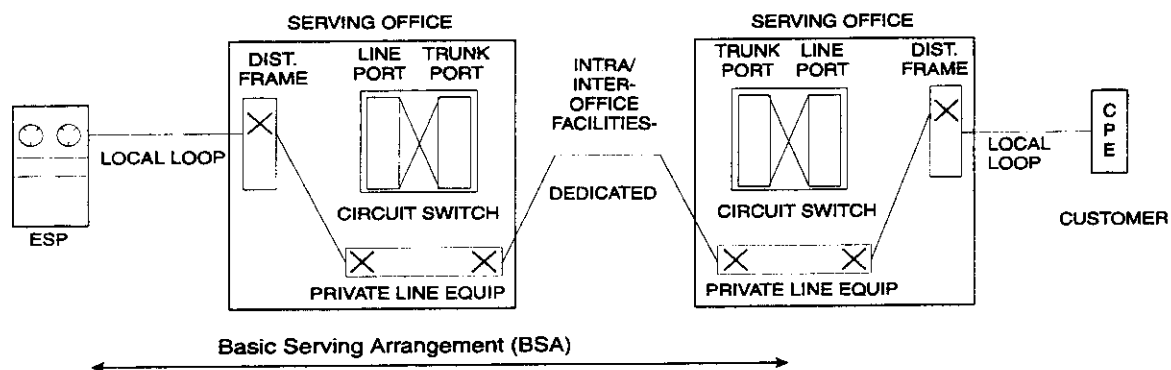 SERVING OFFICE
DIST.
FRAME
LINE
PORT
TRUNK
PORT
CIRCUIT SWITCH
PRIVATE LINE EQUIP
LOCAL LOOP
ESP
INTRA/
INTER-
OFFICE
FACILITIES-
DEDICATED
SERVING OFFICE
TRUNK
PORT
LINE
PORT
DIST.
FRAME
CIRCUIT SWITCH
PRIVATE LINE EQUIP
LOCAL
LOOP
C
P
E
CUSTOMER
Basic Serving Arrangement (BSA)